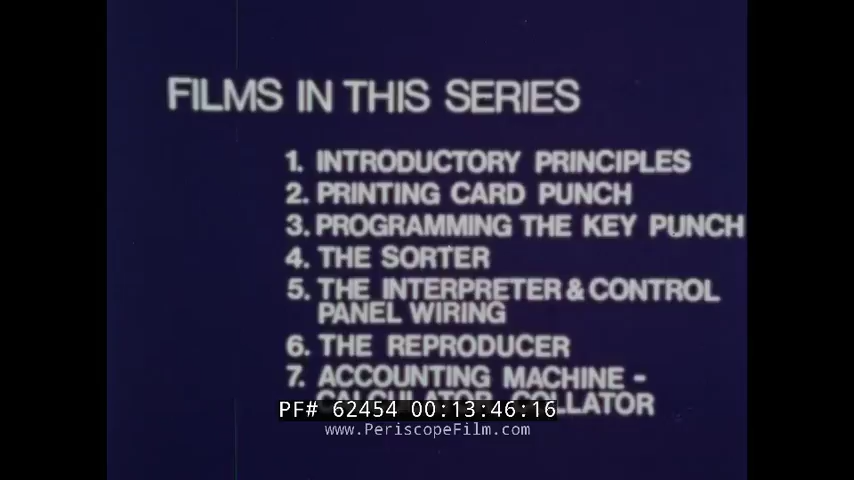 FILMS IN THIS SERIES
1. INTRODUCTORY PRINCIPLES
2. PRINTING CARD PUNCH
3. PROGRAMMING THE KEY PUNCH
4. THE SORTER
5. THE INTERPRETER & CONTROL
PANEL WIRING
6. THE REPRODUCER
7. ACCOUNTING MACHINE -
CALCULATOR COLLATOR
PF# 62454 00:13:46:16
www.PeriscopeFilm.com